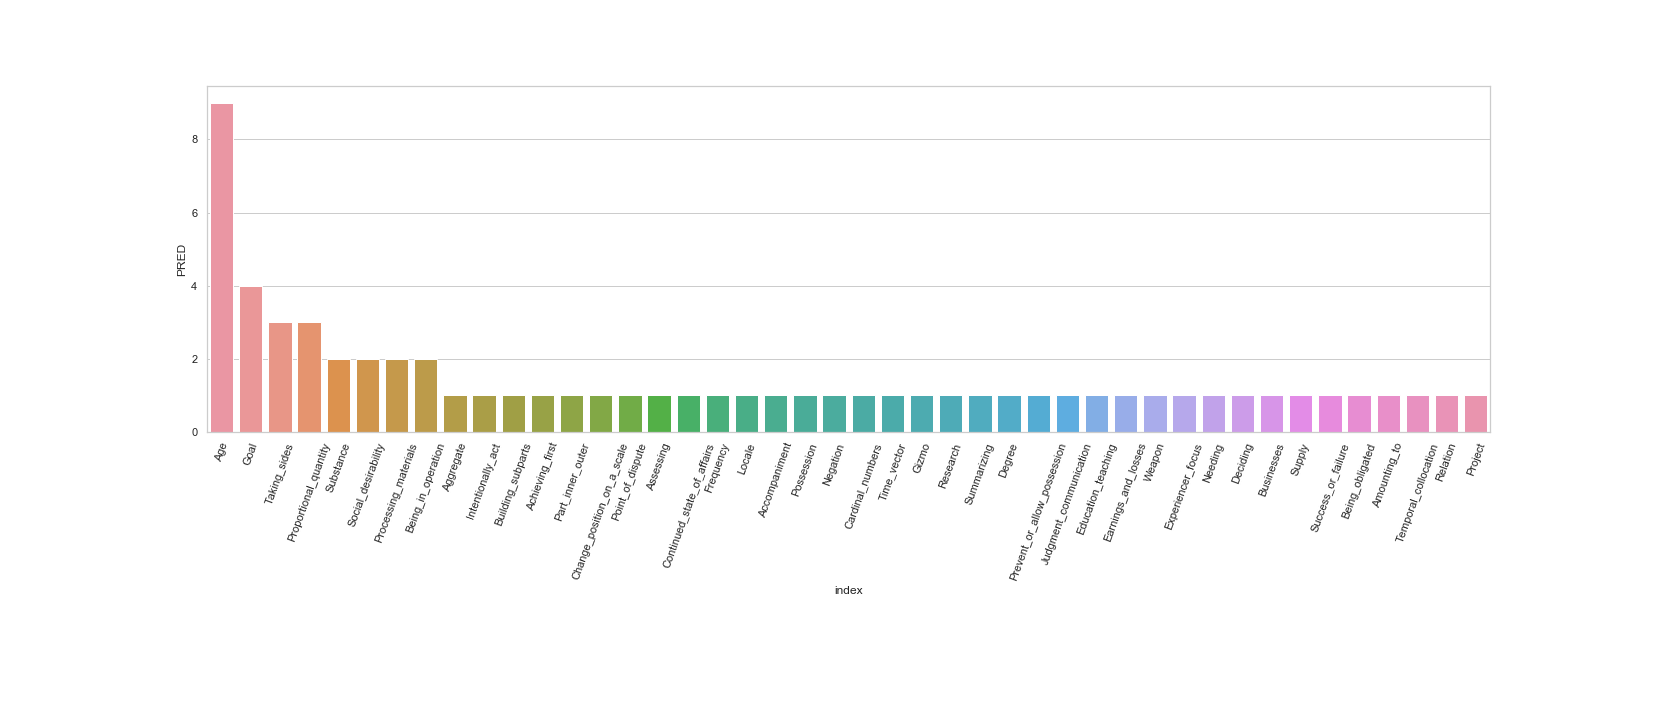 8
6
4
2
0
PRED
Age
Goal
Taking_sides
Proportional_quantity
Substance
Social_desirability
Processing_materials
Being_in_operation
Aggregate
Intentionally_act
Building_subparts
Achieving_first
Part_inner_outer
Change_position_on_a_scale
Point_of_dispute
Assessing
Continued_state_of_affairs
Frequency
Locale
Accompaniment
Possession
Negation
Cardinal_numbers
Time_vector
Gizmo
Research
Summarizing
Degree
Prevent_or_allow_possession
Judgment_communication
Education_teaching
Earnings_and_losses
Weapon
Experiencer_focus
Needing
Deciding
Businesses
Supply
Success_or_failure
Being_obligated
Amounting_to
Temporal_collocation
Relation
Project
index